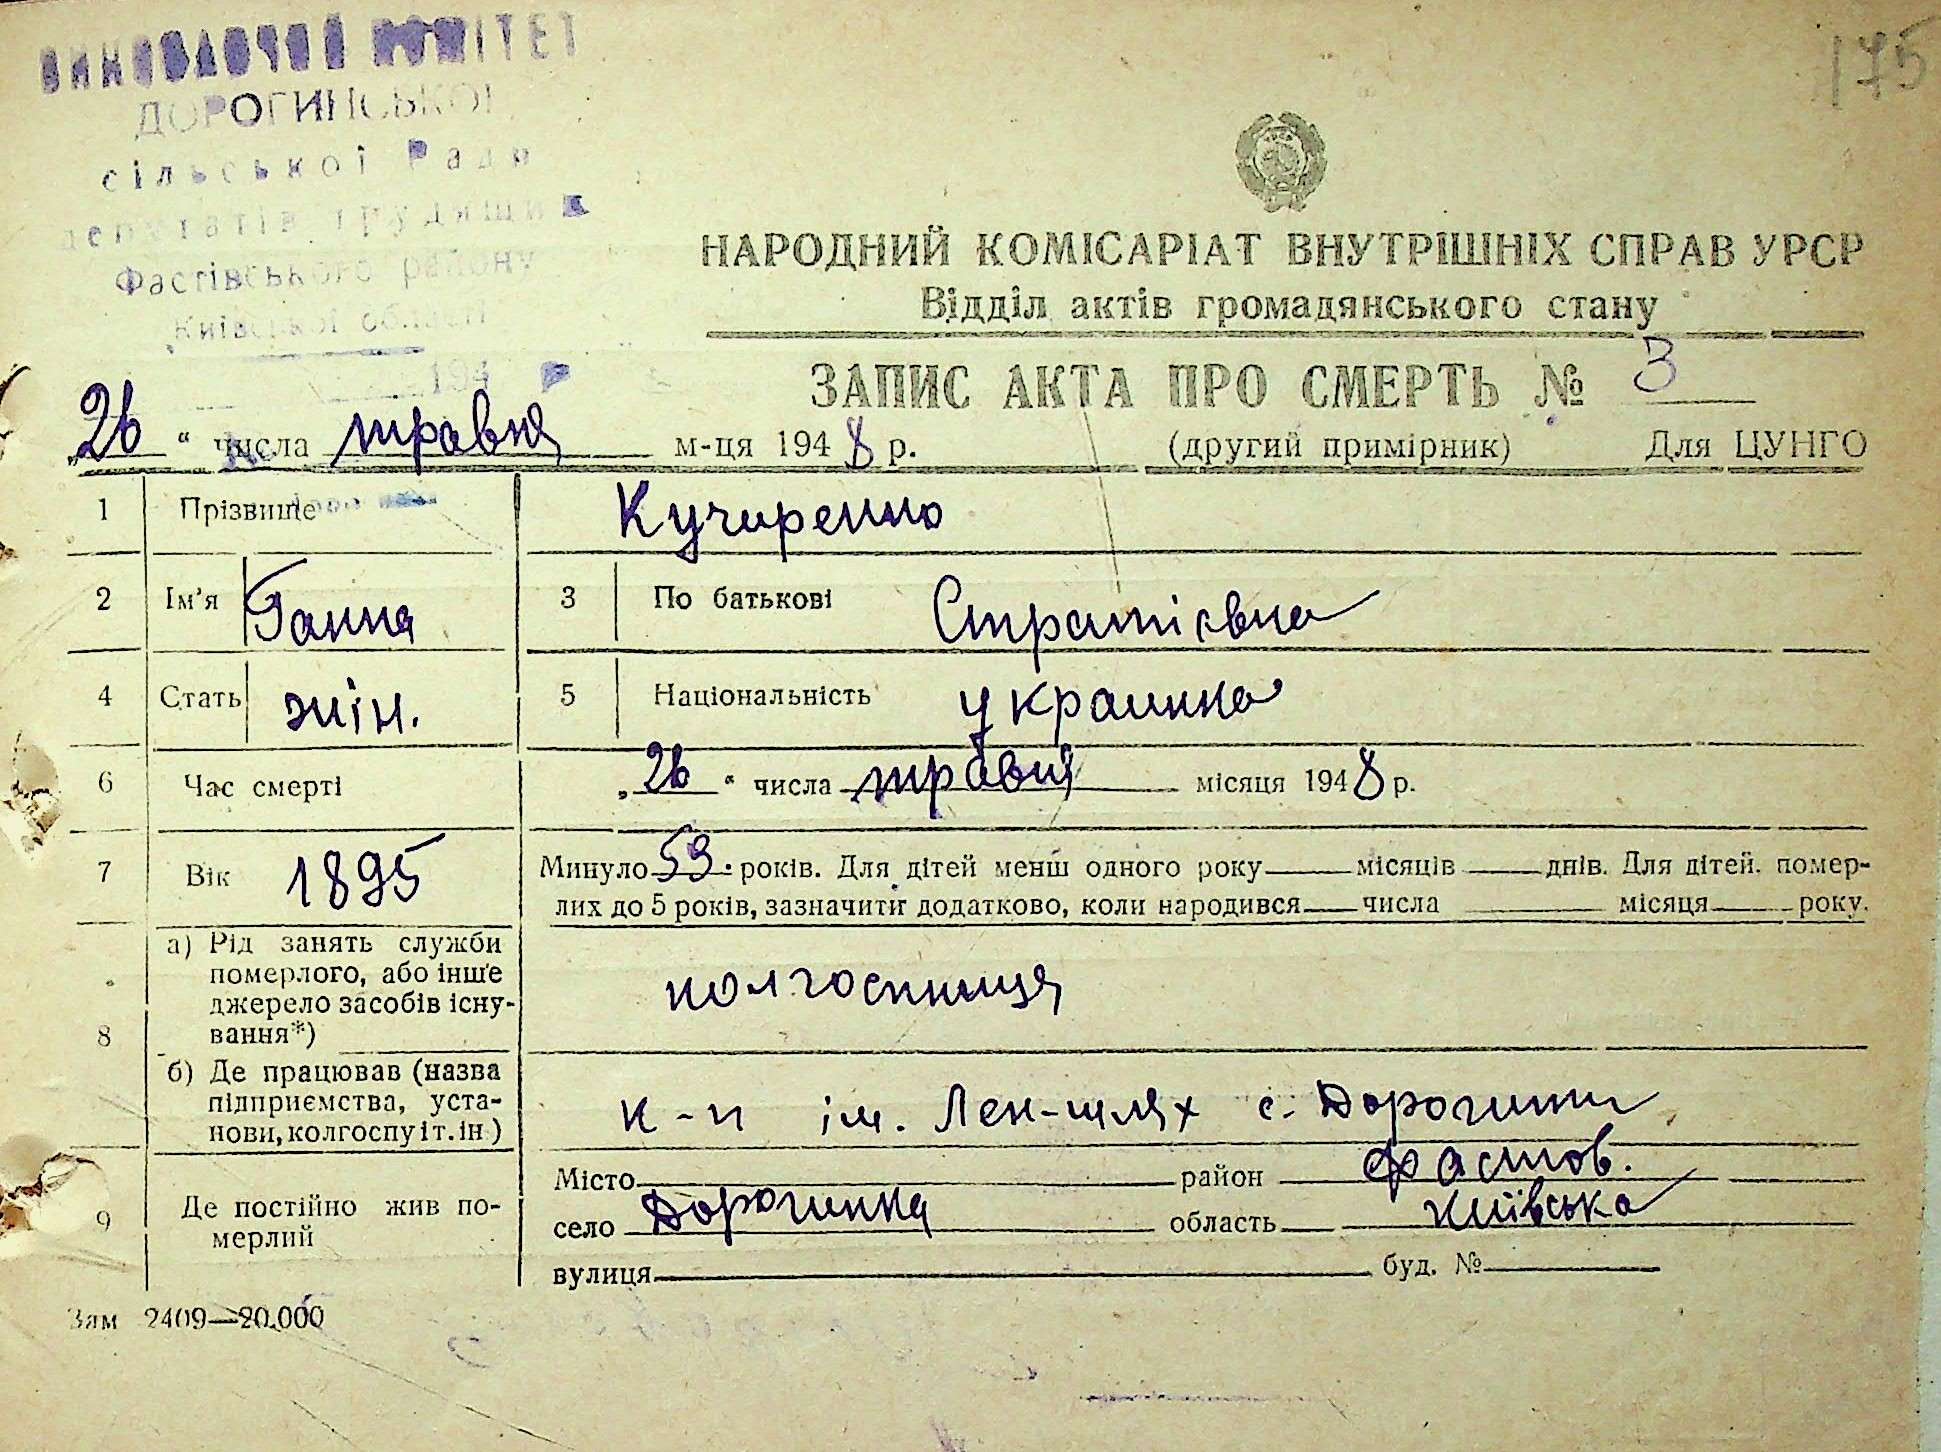 ВИКОНАВЧИЙ КОМІТЕТ
ДОРОГИНСЬКОЇ
сільської Ради
депутатів трудящих
Фастівського району
Київської області
194
175
НАРОДНИЙ КОМІСАРІАТ ВНУТРІШНІХ СПРАВ УРСР
Відділ актів громадянського стану
ЗАПИС АКТА ПРО СМЕРТЬ № 3
„26“ числа травня м-ця 1948 р. (другий примірник) Для ЦУНГО
1 Прізвище Кучиренко
2 Ім'я Ганна 3 По батькові Стратієвна
4 Стать жін. 5 Національність украинка
6 Час смерті „26“ числа травня місяця 1948 р.
7 Вік 1895 Минуло 53. років. Для дітей менш одного року місяців днів. Для дітей. помер-
лих до 5 років, зазначити додатково, коли народився числа місяця року.
8 а) Рід занять служби
померлого, або інше
джерело засобів існу-
вання*) колгоспниця
б) Де працював (назва
підприємства, уста-
нови, колгоспу іт.ін) к-п ім. Лен-шлях с. Дорогинки
9 Де постійно жив по-
мерлий
Місто район Фастов.
село Дорогинка область Київська
вулиця буд. №
Зам 2409—20.000